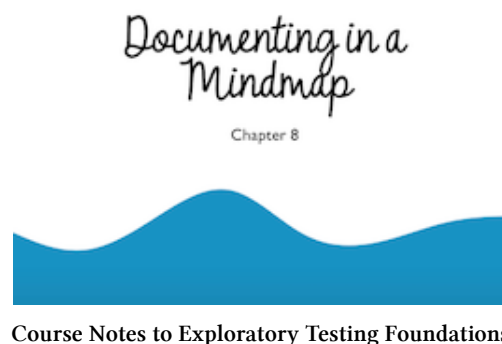 Documenting in a
Mindmap
Chapter 8
Course Notes to Exploratory Testing Foundations